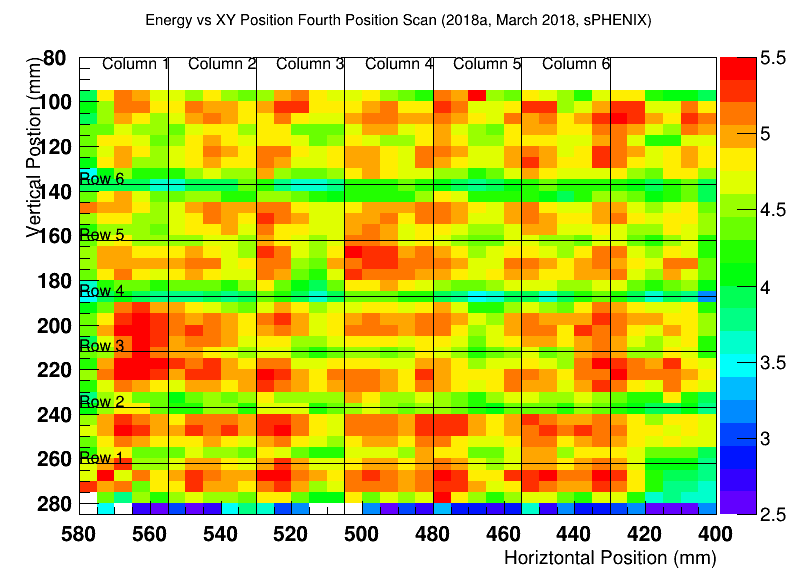 Energy vs XY Position Fourth Position Scan (2018a, March 2018, sPHENIX)
Vertical Postion (mm)
80
100
120
140
160
180
200
220
240
260
280
Column 1 Column 2 Column 3 Column 4 Column 5 Column 6
Row 6
Row 5
Row 4
Row 3
Row 2
Row 1
5.5
5
4.5
4
3.5
3
2.5
580 560 540 520 500 480 460 440 420 400
Horiztontal Position (mm)